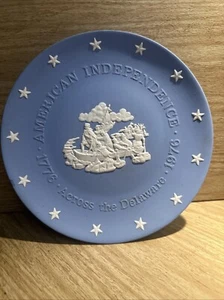 ·AMERICAN INDEPENDENCE·
1776 · Across the Delaware · 1976